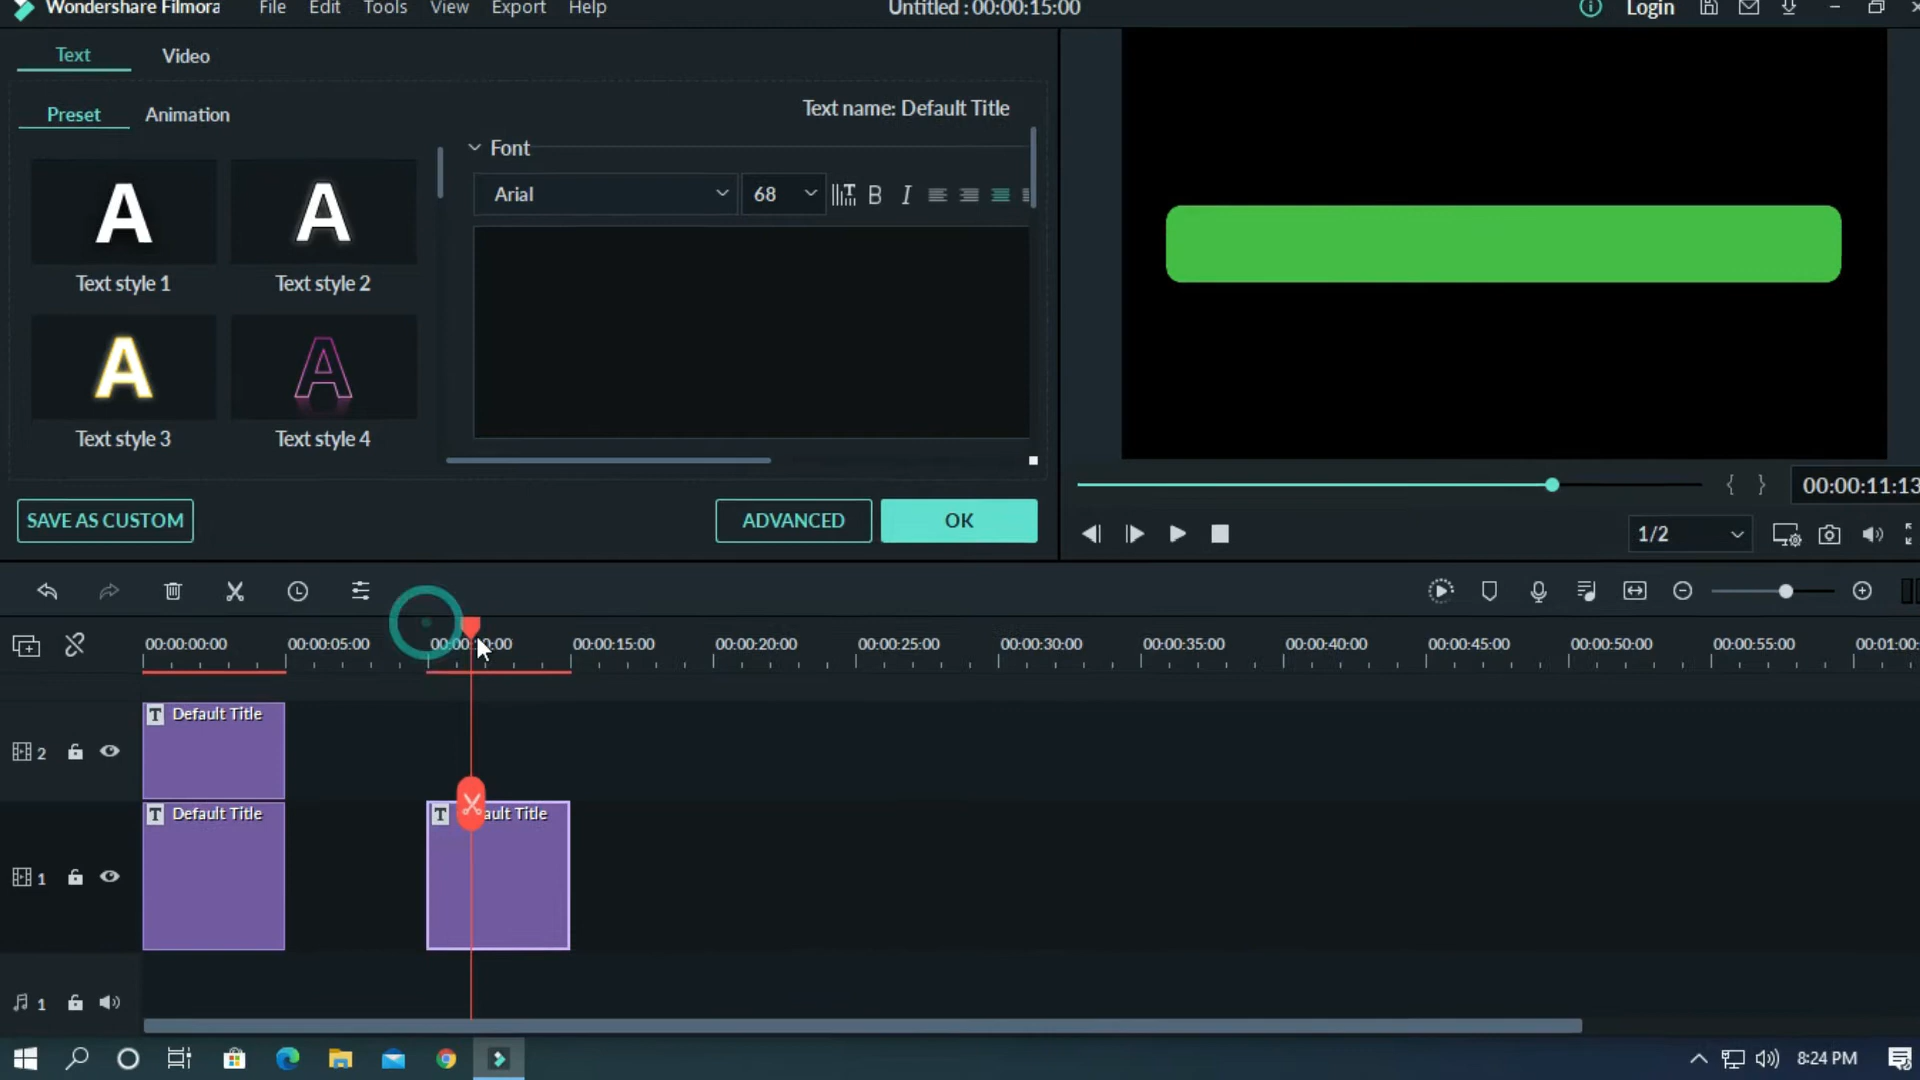 Wondershare Filmora File Edit Tools View Export Help Untitled : 00:00:15:00 Login
Text Video
Preset Animation Text name: Default Title
Font
Arial 68 B I
A A
Text style 1 Text style 2
A A
Text style 3 Text style 4
SAVE AS CUSTOM ADVANCED OK
{ } 00:00:11:13
1/2
00:00:00:00 00:00:05:00 00:00:10:00 00:00:15:00 00:00:20:00 00:00:25:00 00:00:30:00 00:00:35:00 00:00:40:00 00:00:45:00 00:00:50:00 00:00:55:00 00:01:00:
T Default Title
2
T Default Title T ault Title
1
1
8:24 PM